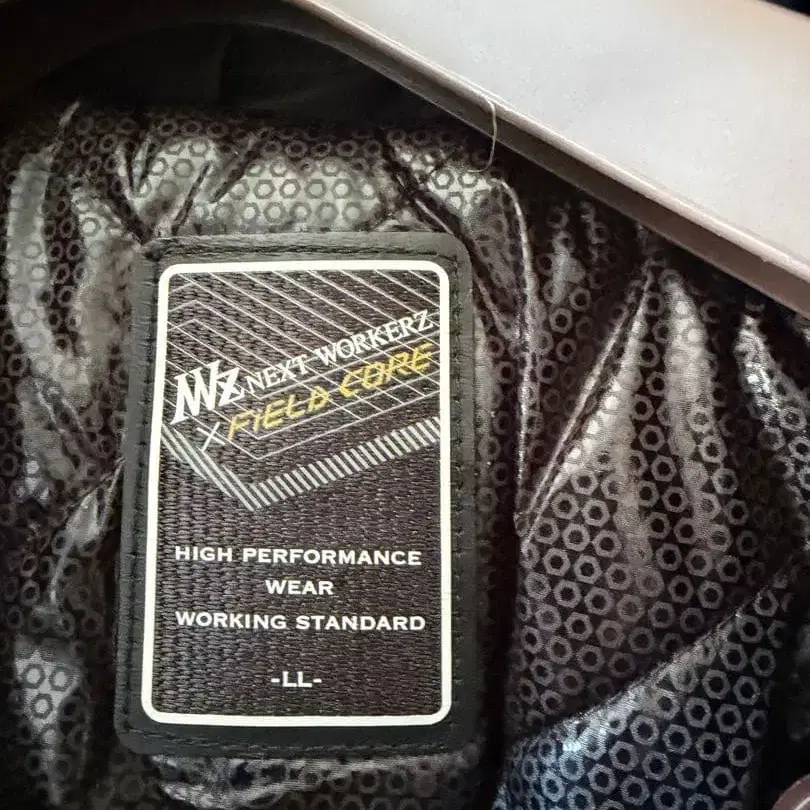 NWZ NEXT WORKERZ
× FIELD CORE
HIGH PERFORMANCE
WEAR
WORKING STANDARD
-LL-